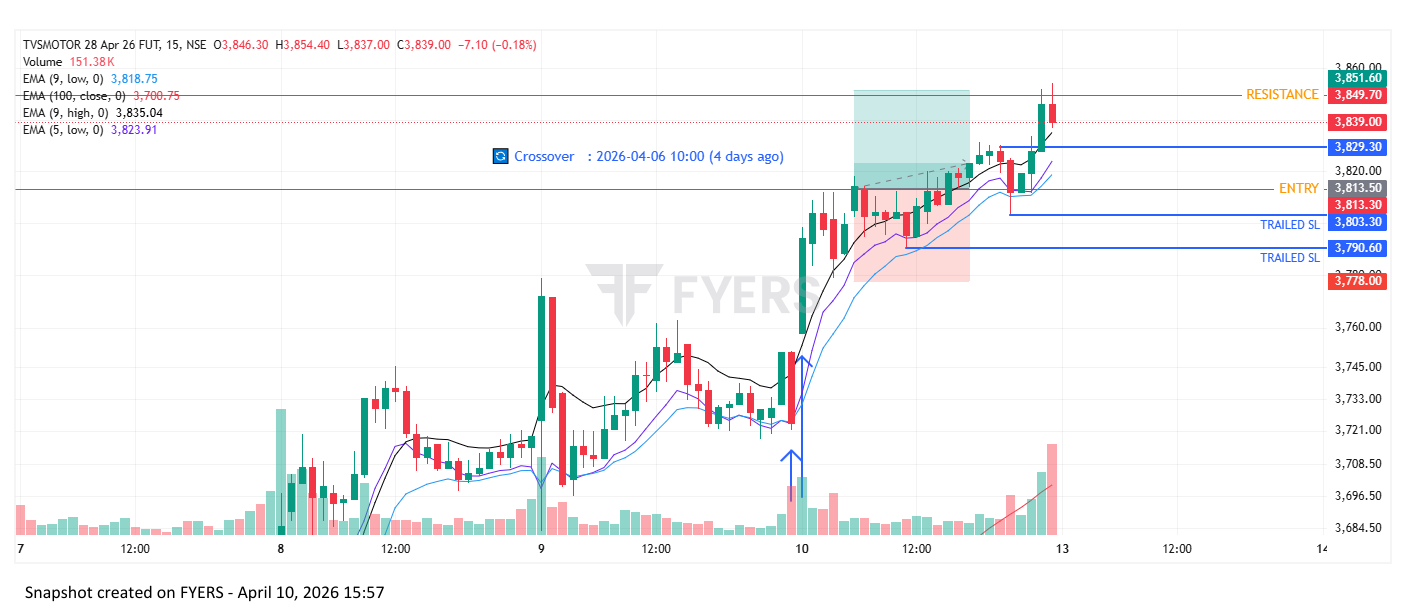 TVSMOTOR 28 Apr 26 FUT, 15, NSE O3,846.30 H3,854.40 L3,837.00 C3,839.00 −7.10 (−0.18%)
Volume 151.38K
EMA (9, low, 0) 3,818.75
EMA (100, close, 0) 3,700.75
EMA (9, high, 0) 3,835.04
EMA (5, low, 0) 3,823.91
Crossover : 2026-04-06 10:00 (4 days ago)
RESISTANCE
ENTRY
TRAILED SL
TRAILED SL
FYERS
3,860.00
3,851.60
3,849.70
3,839.00
3,829.30
3,820.00
3,813.50
3,813.30
3,803.30
3,790.60
3,780.00
3,778.00
3,760.00
3,745.00
3,733.00
3,721.00
3,708.50
3,696.50
3,684.50
7 12:00 8 12:00 9 12:00 10 12:00 13 12:00 14
Snapshot created on FYERS - April 10, 2026 15:57